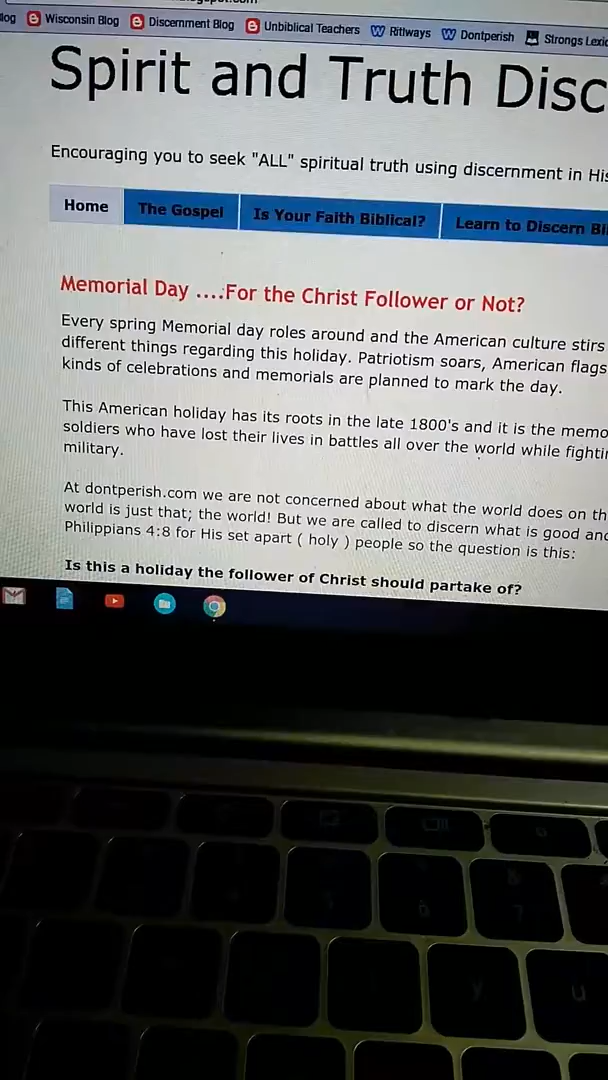 Wisconsin Blog Discernment Blog Unbiblical Teachers Ritlways Dontperish Strongs Lexic
Spirit and Truth Disc
Encouraging you to seek "ALL" spiritual truth using discernment in His
Home The Gospel Is Your Faith Biblical? Learn to Discern Bi
Memorial Day ....For the Christ Follower or Not?
Every spring Memorial day roles around and the American culture stirs
different things regarding this holiday. Patriotism soars, American flags
kinds of celebrations and memorials are planned to mark the day.
This American holiday has its roots in the late 1800's and it is the memo
soldiers who have lost their lives in battles all over the world while fightin
military.
At dontperish.com we are not concerned about what the world does on th
world is just that; the world! But we are called to discern what is good and
Philippians 4:8 for His set apart ( holy ) people so the question is this:
Is this a holiday the follower of Christ should partake of?
y u